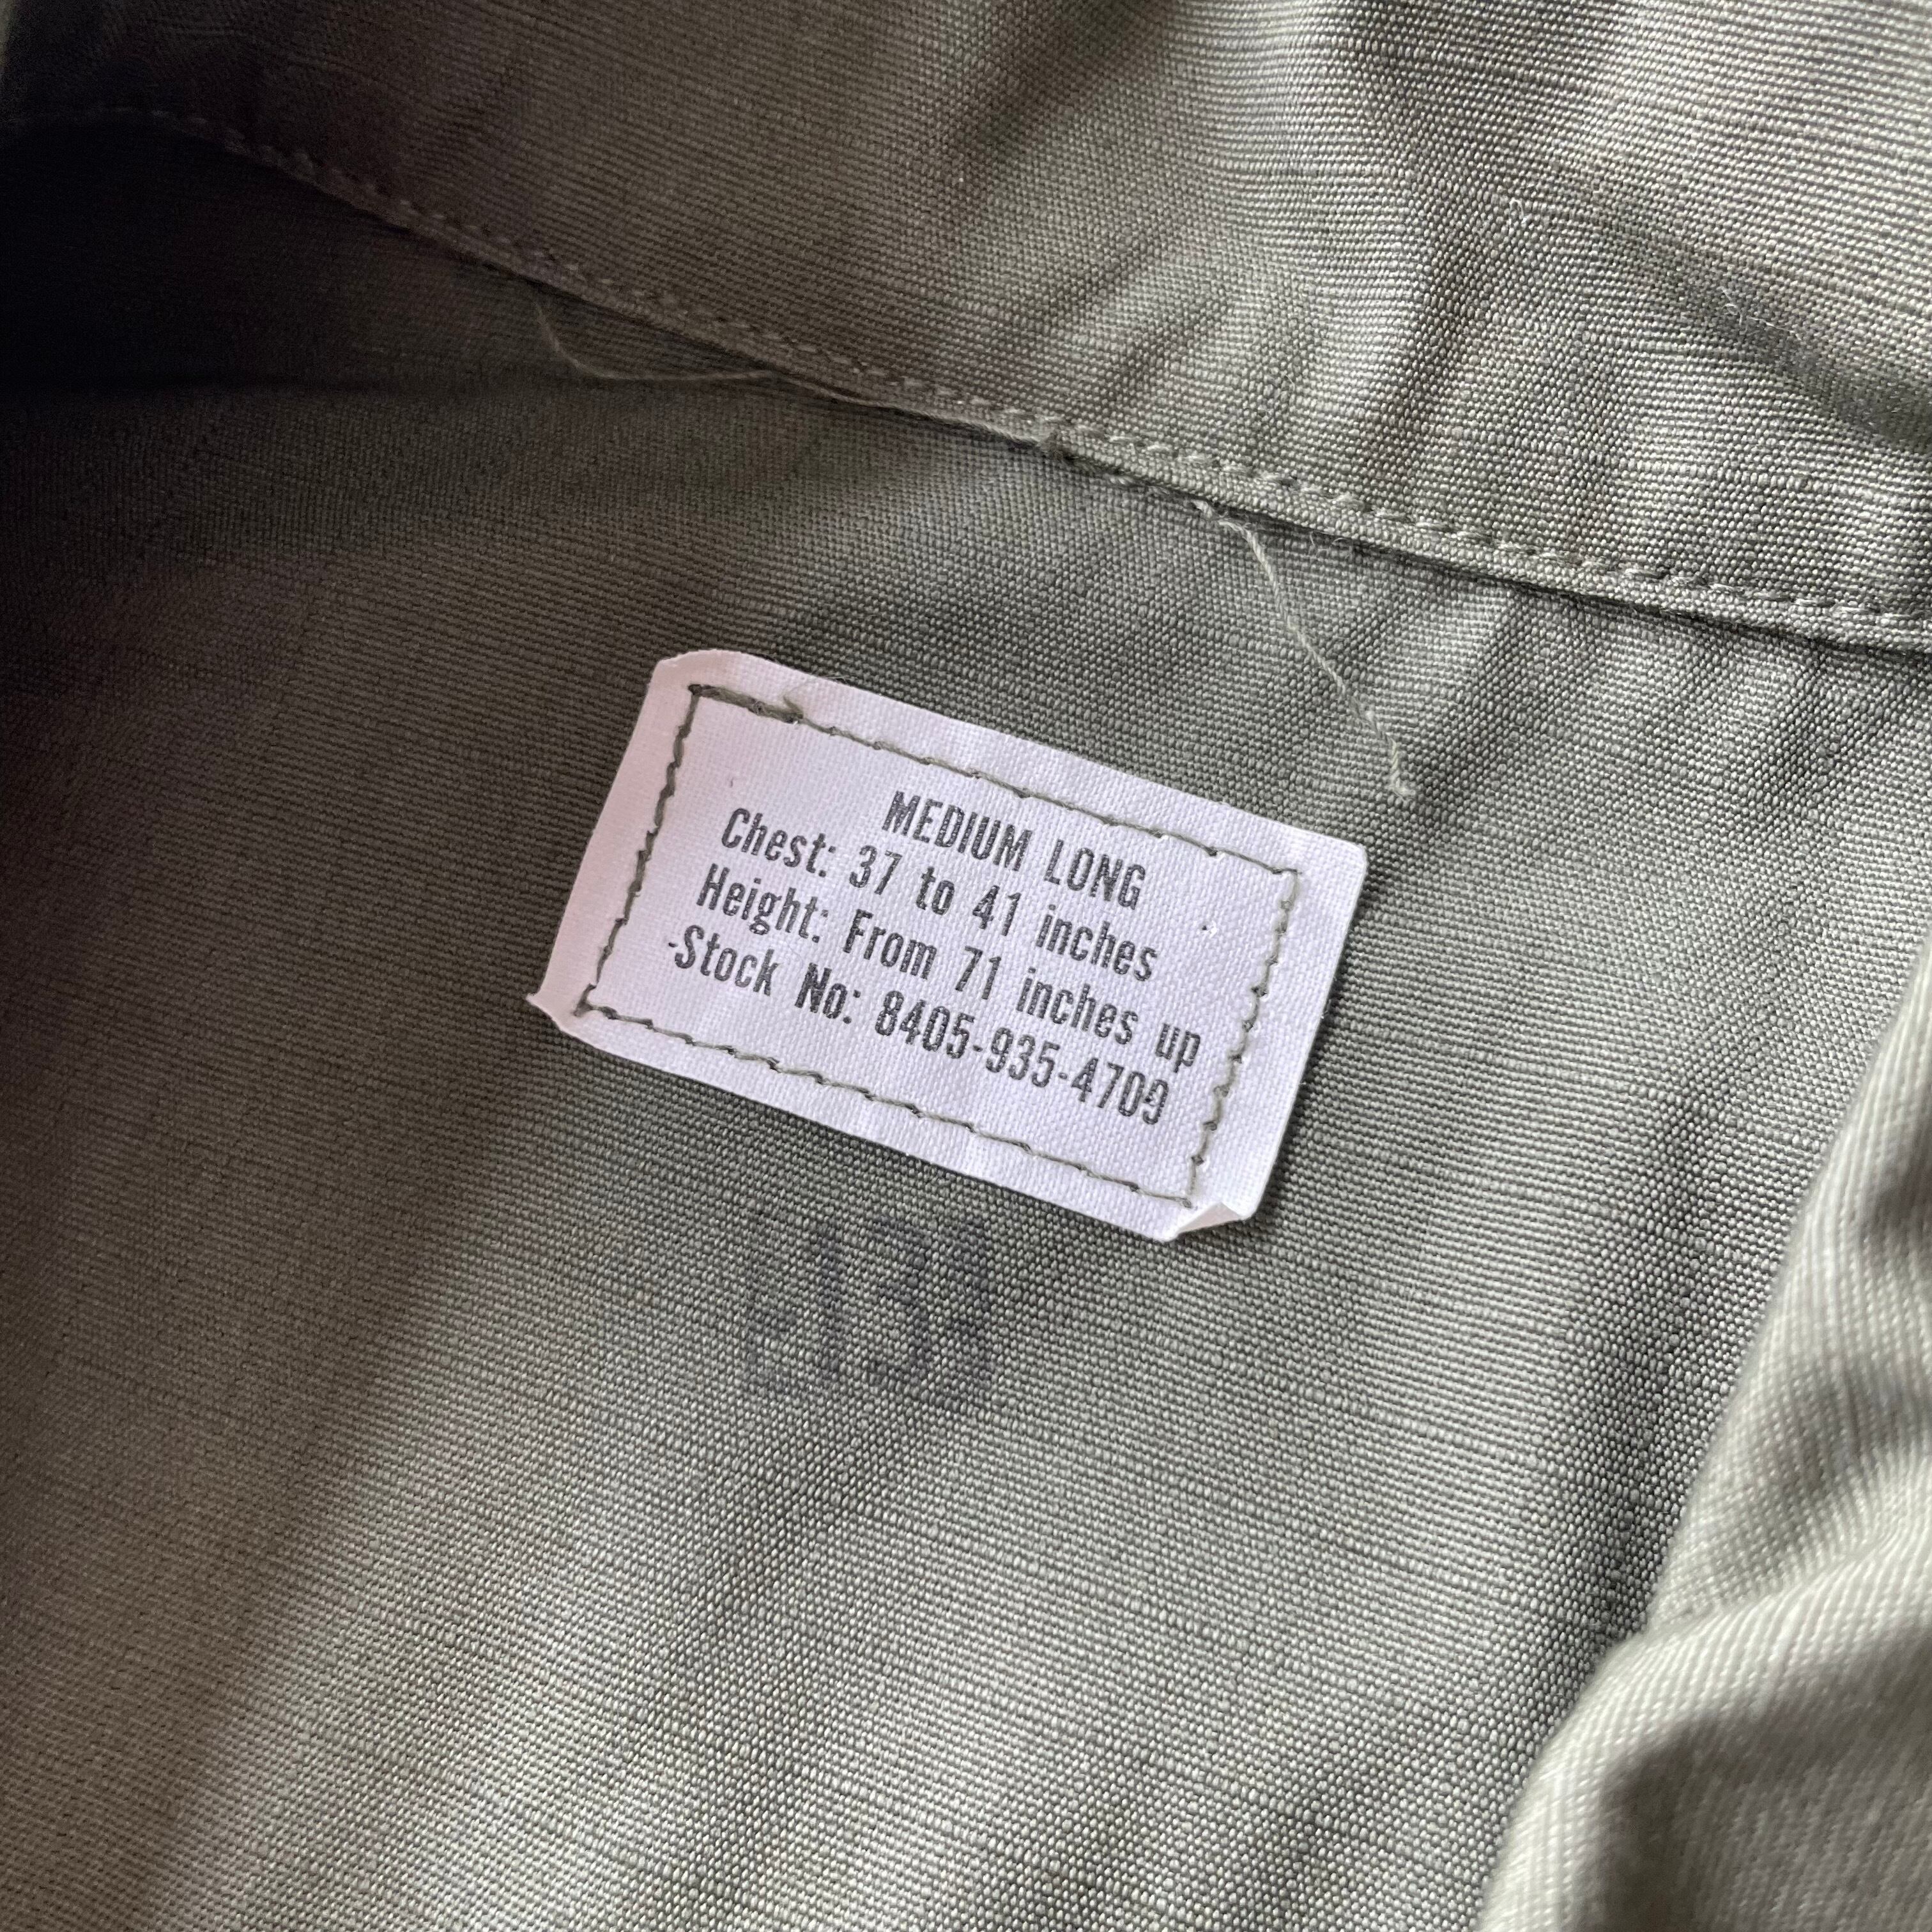 MEDIUM LONG
Chest: 37 to 41 inches
Height: From 71 inches up
-Stock No: 8405-935-4709